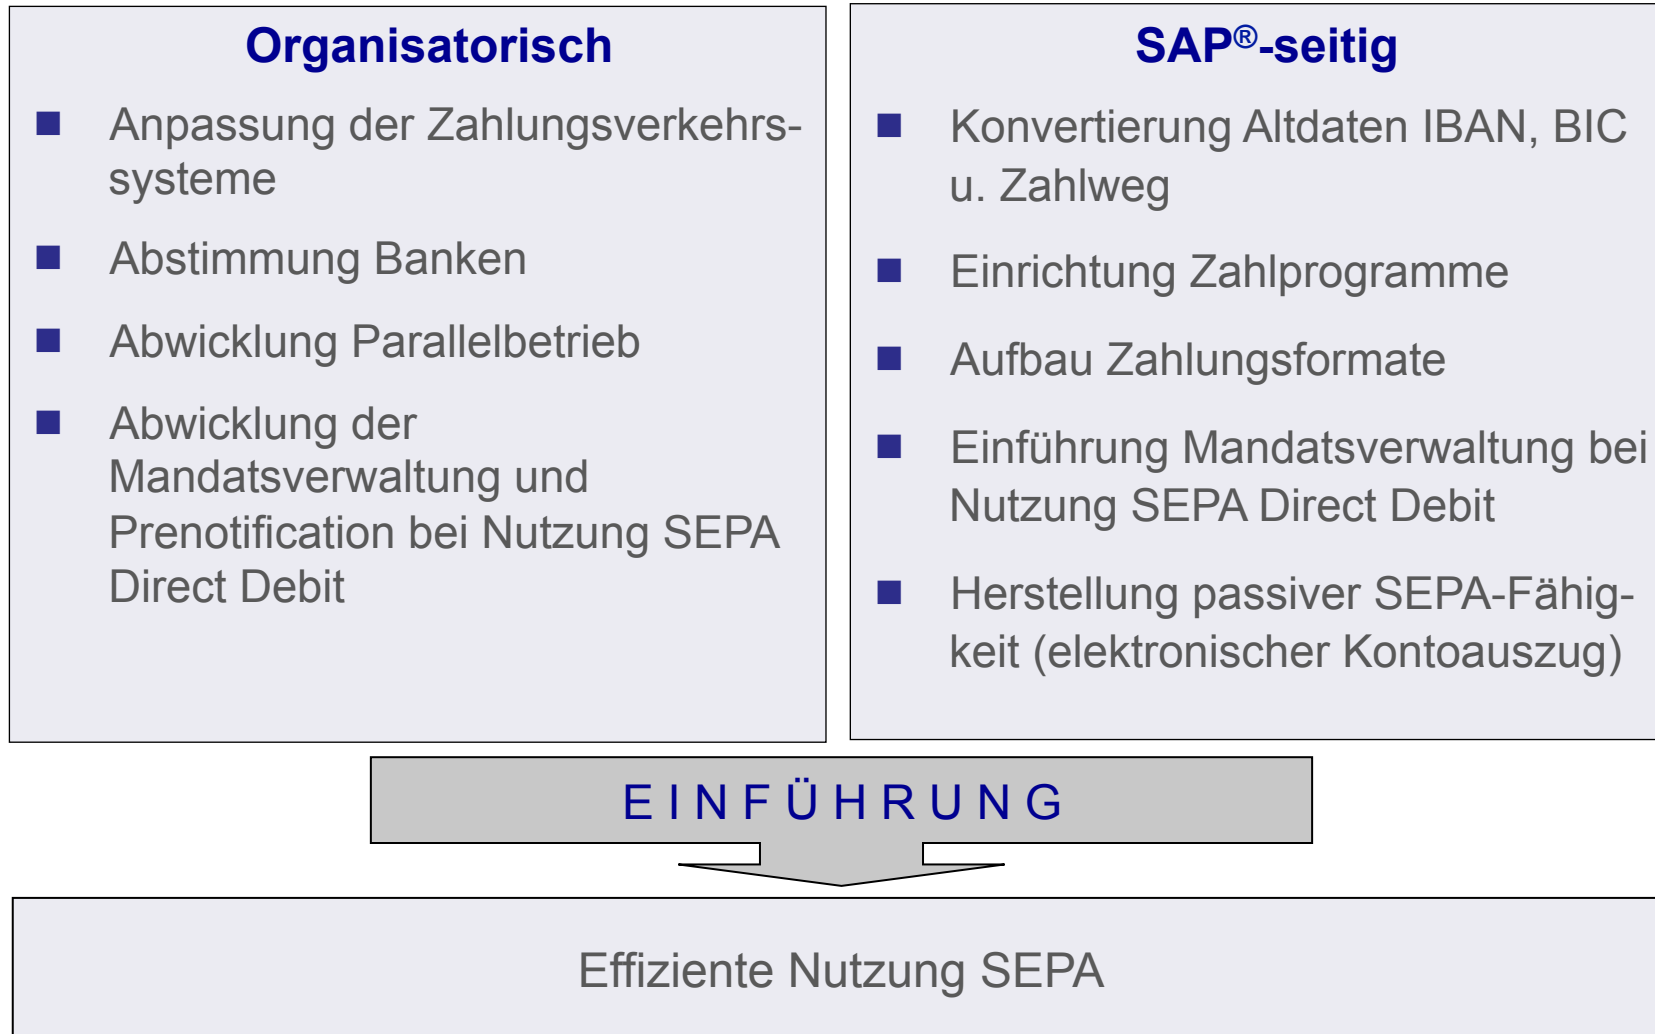 Organisatorisch
Anpassung der Zahlungsverkehrs-
systeme
Abstimmung Banken
Abwicklung Parallelbetrieb
Abwicklung der
Mandatsverwaltung und
Prenotification bei Nutzung SEPA
Direct Debit
SAP®-seitig
Konvertierung Altdaten IBAN, BIC
u. Zahlweg
Einrichtung Zahlprogramme
Aufbau Zahlungsformate
Einführung Mandatsverwaltung bei
Nutzung SEPA Direct Debit
Herstellung passiver SEPA-Fähig-
keit (elektronischer Kontoauszug)
E I N F Ü H R U N G
Effiziente Nutzung SEPA